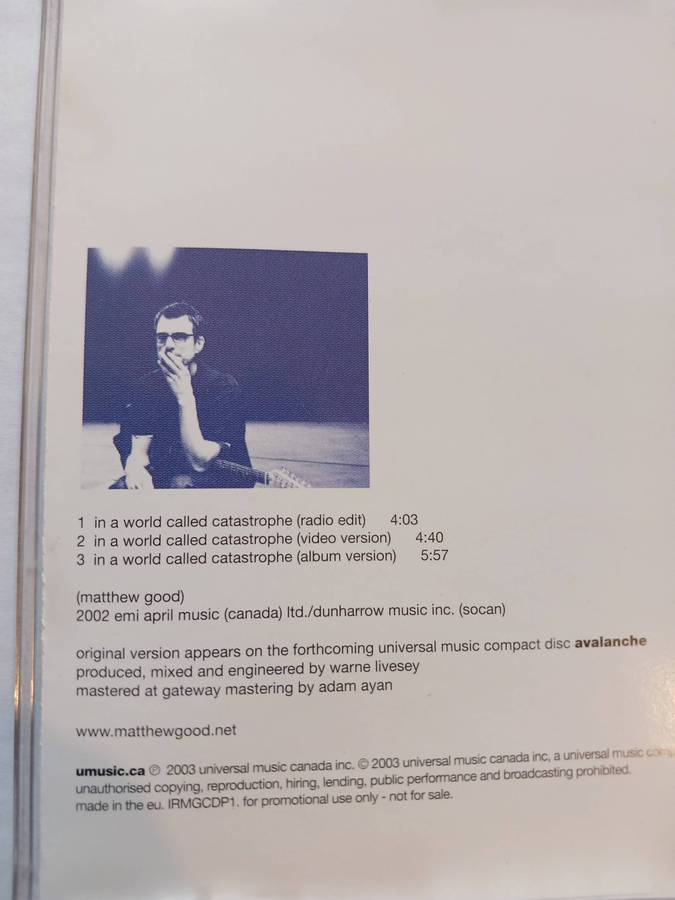 1 in a world called catastrophe (radio edit) 4:03
2 in a world called catastrophe (video version) 4:40
3 in a world called catastrophe (album version) 5:57
(matthew good)
2002 emi april music (canada) ltd./dunharrow music inc. (socan)
original version appears on the forthcoming universal music compact disc avalanche
produced, mixed and engineered by warne livesey
mastered at gateway mastering by adam ayan
www.matthewgood.net
umusic.ca ℗ 2003 universal music canada inc. © 2003 universal music canada inc, a universal music
unauthorised copying, reproduction, hiring, lending, public performance and broadcasting prohibited.
made in the eu. IRMGCDP1. for promotional use only - not for sale.